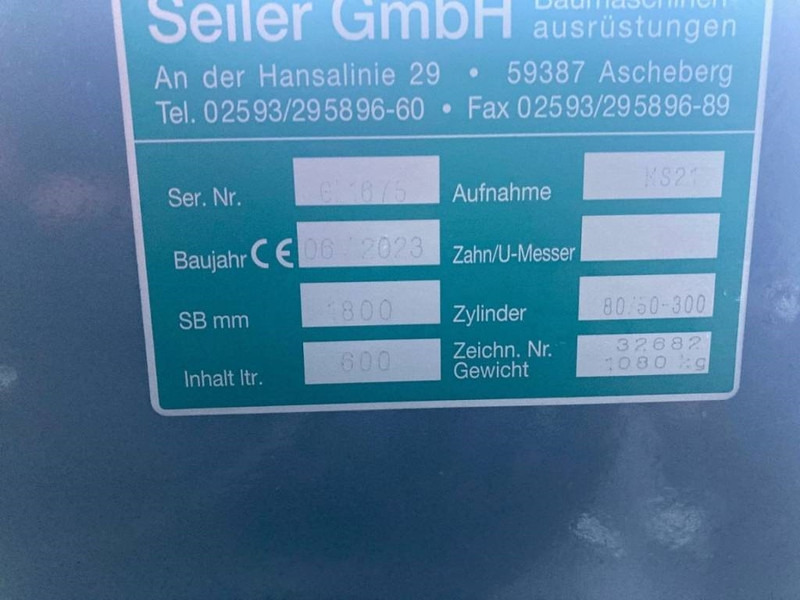 Seiler GmbH Baumaschinen-
ausrüstungen
An der Hansalinie 29 • 59387 Ascheberg
Tel. 02593/295896-60 • Fax 02593/295896-89
Ser. Nr. Aufnahme
Baujahr CE 06 2023 Zahn/U-Messer
SB mm 1800 Zylinder 80/50-300
Inhalt ltr. 600 Zeichn. Nr. 32682
Gewicht 1080 kg